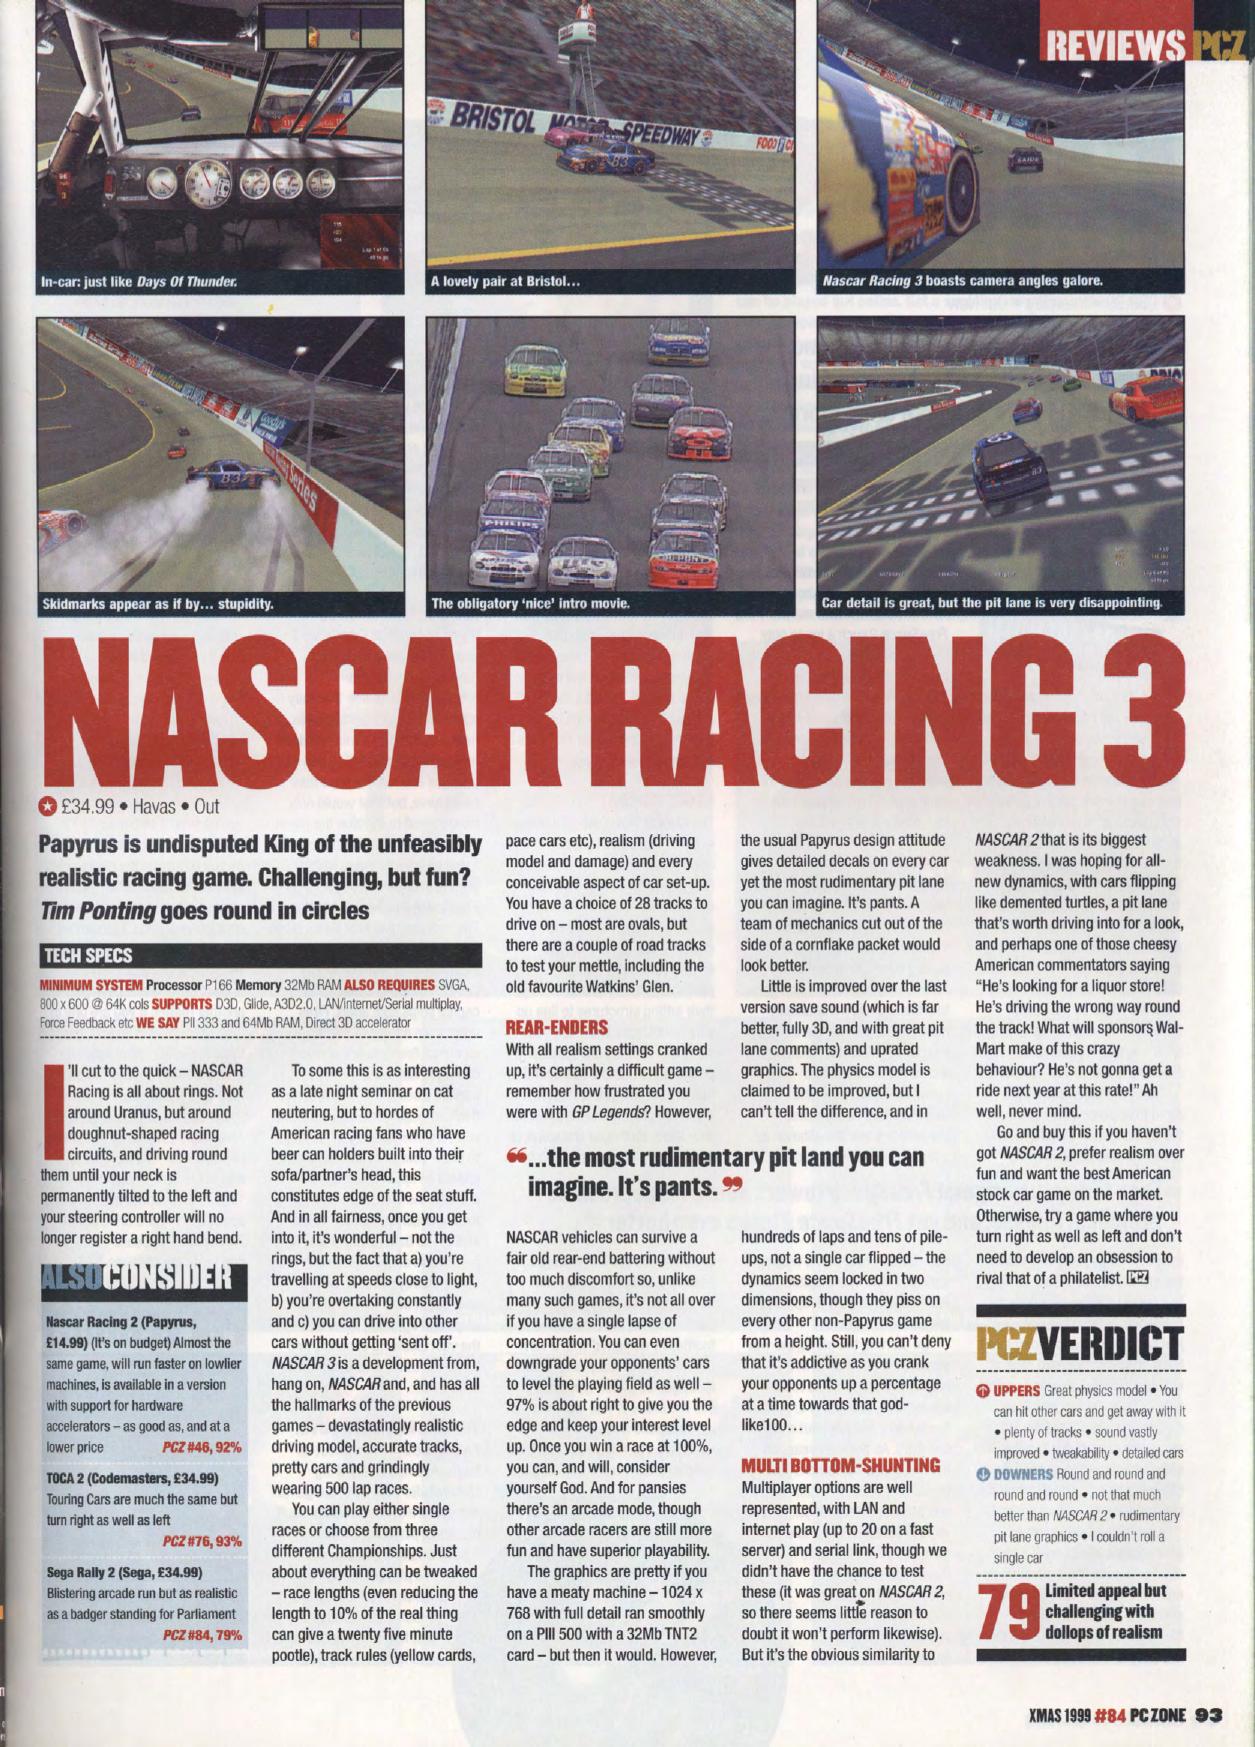 REVIEWS PCZ
BRISTOL MOTOR SPEEDWAY
FOOD CI
83
In-car: just like Days Of Thunder.
A lovely pair at Bristol...
Nascar Racing 3 boasts camera angles galore.
83
Series
PHILIPS
83
Skidmarks appear as if by... stupidity.
The obligatory 'nice' intro movie.
Car detail is great, but the pit lane is very disappointing.
NASCAR RACING 3
£34.99 • Havas • Out
Papyrus is undisputed King of the unfeasibly
realistic racing game. Challenging, but fun?
Tim Ponting goes round in circles
TECH SPECS
MINIMUM SYSTEM Processor P166 Memory 32Mb RAM ALSO REQUIRES SVGA,
800 x 600 @ 64K cols SUPPORTS D3D, Glide, A3D2.0, LAN/internet/Serial multiplay,
Force Feedback etc WE SAY PII 333 and 64Mb RAM, Direct 3D accelerator
I'll cut to the quick – NASCAR
Racing is all about rings. Not
around Uranus, but around
doughnut-shaped racing
circuits, and driving round
them until your neck is
permanently tilted to the left and
your steering controller will no
longer register a right hand bend.
ALSO CONSIDER
Nascar Racing 2 (Papyrus,
£14.99) (It's on budget) Almost the
same game, will run faster on lowlier
machines, is available in a version
with support for hardware
accelerators – as good as, and at a
lower price PCZ #46, 92%
TOCA 2 (Codemasters, £34.99)
Touring Cars are much the same but
turn right as well as left
PCZ #76, 93%
Sega Rally 2 (Sega, £34.99)
Blistering arcade run but as realistic
as a badger standing for Parliament
PCZ #84, 79%
To some this is as interesting
as a late night seminar on cat
neutering, but to hordes of
American racing fans who have
beer can holders built into their
sofa/partner's head, this
constitutes edge of the seat stuff.
And in all fairness, once you get
into it, it's wonderful – not the
rings, but the fact that a) you're
travelling at speeds close to light,
b) you're overtaking constantly
and c) you can drive into other
cars without getting 'sent off'.
NASCAR 3 is a development from,
hang on, NASCAR and, and has all
the hallmarks of the previous
games – devastatingly realistic
driving model, accurate tracks,
pretty cars and grindingly
wearing 500 lap races.
You can play either single
races or choose from three
different Championships. Just
about everything can be tweaked
– race lengths (even reducing the
length to 10% of the real thing
can give a twenty five minute
pootle), track rules (yellow cards,
pace cars etc), realism (driving
model and damage) and every
conceivable aspect of car set-up.
You have a choice of 28 tracks to
drive on – most are ovals, but
there are a couple of road tracks
to test your mettle, including the
old favourite Watkins' Glen.
REAR-ENDERS
With all realism settings cranked
up, it's certainly a difficult game –
remember how frustrated you
were with GP Legends? However,
“...the most rudimentary pit land you can
imagine. It's pants.”
NASCAR vehicles can survive a
fair old rear-end battering without
too much discomfort so, unlike
many such games, it's not all over
if you have a single lapse of
concentration. You can even
downgrade your opponents' cars
to level the playing field as well –
97% is about right to give you the
edge and keep your interest level
up. Once you win a race at 100%,
you can, and will, consider
yourself God. And for pansies
there's an arcade mode, though
other arcade racers are still more
fun and have superior playability.
The graphics are pretty if you
have a meaty machine – 1024 x
768 with full detail ran smoothly
on a PIII 500 with a 32Mb TNT2
card – but then it would. However,
the usual Papyrus design attitude
gives detailed decals on every car
yet the most rudimentary pit lane
you can imagine. It's pants. A
team of mechanics cut out of the
side of a cornflake packet would
look better.
Little is improved over the last
version save sound (which is far
better, fully 3D, and with great pit
lane comments) and uprated
graphics. The physics model is
claimed to be improved, but I
can't tell the difference, and in
hundreds of laps and tens of pile-
ups, not a single car flipped – the
dynamics seem locked in two
dimensions, though they piss on
every other non-Papyrus game
from a height. Still, you can't deny
that it's addictive as you crank
your opponents up a percentage
at a time towards that god-
like100...
MULTI BOTTOM-SHUNTING
Multiplayer options are well
represented, with LAN and
internet play (up to 20 on a fast
server) and serial link, though we
didn't have the chance to test
these (it was great on NASCAR 2,
so there seems little reason to
doubt it won't perform likewise).
But it's the obvious similarity to
NASCAR 2 that is its biggest
weakness. I was hoping for all-
new dynamics, with cars flipping
like demented turtles, a pit lane
that's worth driving into for a look,
and perhaps one of those cheesy
American commentators saying
“He's looking for a liquor store!
He's driving the wrong way round
the track! What will sponsors Wal-
Mart make of this crazy
behaviour? He's not gonna get a
ride next year at this rate!” Ah
well, never mind.
Go and buy this if you haven't
got NASCAR 2, prefer realism over
fun and want the best American
stock car game on the market.
Otherwise, try a game where you
turn right as well as left and don't
need to develop an obsession to
rival that of a philatelist. PCZ
PCZVERDICT
UPPERS Great physics model • You
can hit other cars and get away with it
• plenty of tracks • sound vastly
improved • tweakability • detailed cars
DOWNERS Round and round and
round and round • not that much
better than NASCAR 2 • rudimentary
pit lane graphics • I couldn't roll a
single car
79 Limited appeal but
challenging with
dollops of realism
XMAS 1999 #84 PC ZONE 93